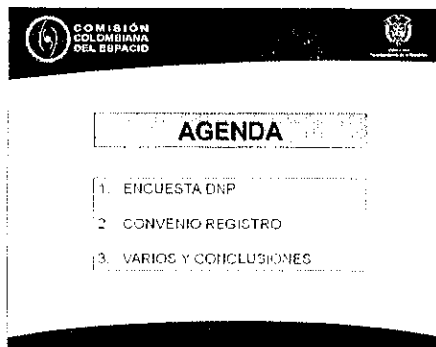 COMISIÓN
COLOMBIANA
DEL ESPACIO
AGENDA
1. ENCUESTA DNP
2 CONVENIO REGISTRO
3. VARIOS Y CONCLUSIONES